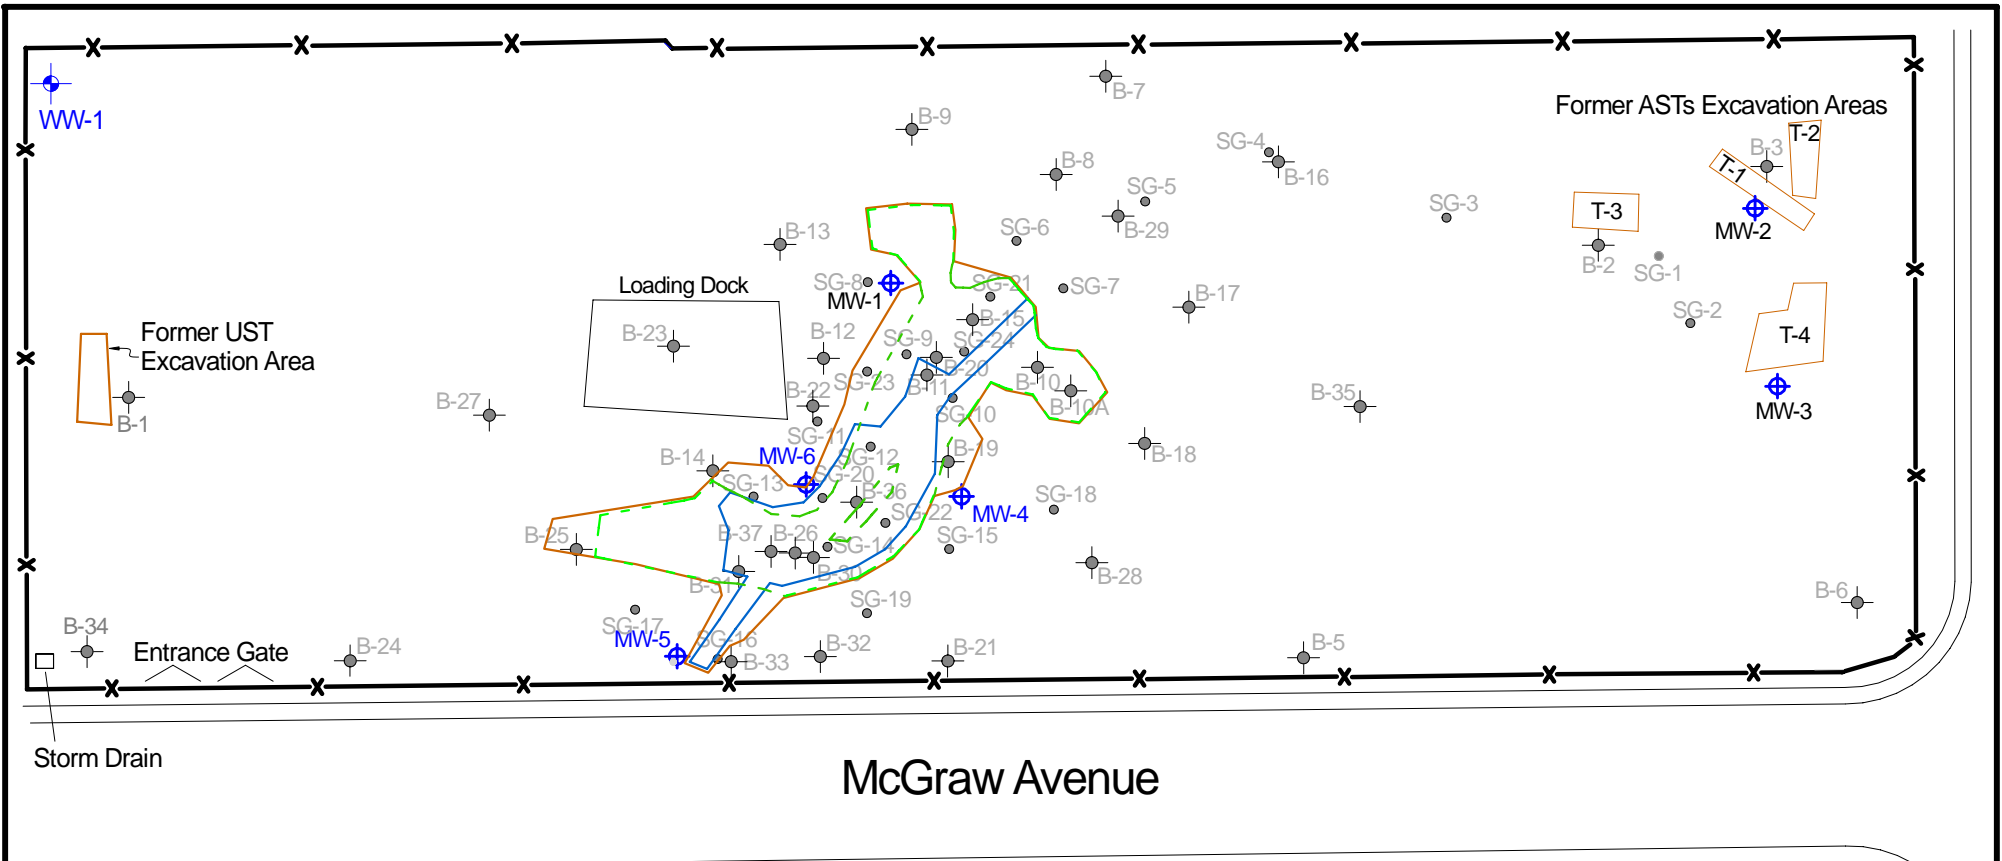 B-7
WW-1
Former ASTs Excavation Areas
B-9
T-2
SG-4
B-3
B-8
B-16
T-1
SG-5
SG-3
T-3
B-29
MW-2
B-13
SG-6
B-2
SG-1
Loading Dock
SG-8
SG-21
SG-7
MW-1
B-17
SG-2
B-15
Former UST
Excavation Area
B-23
B-12
SG-9
SG-24
T-4
B-20
B-10
SG-23
B-11
B-22
B-35
B-27
SG-10
B-10A
MW-3
B-1
SG-11
B-18
MW-6
SG-12
B-19
B-14
SG-20
SG-13
B-36
SG-18
SG-22
MW-4
B-25
B-37
B-26
SG-14
SG-15
B-30
B-28
B-31
B-6
SG-19
SG-17
B-34
MW-5
SG-16
Entrance Gate
B-24
B-33
B-32
B-21
B-5
Storm Drain
McGraw Avenue